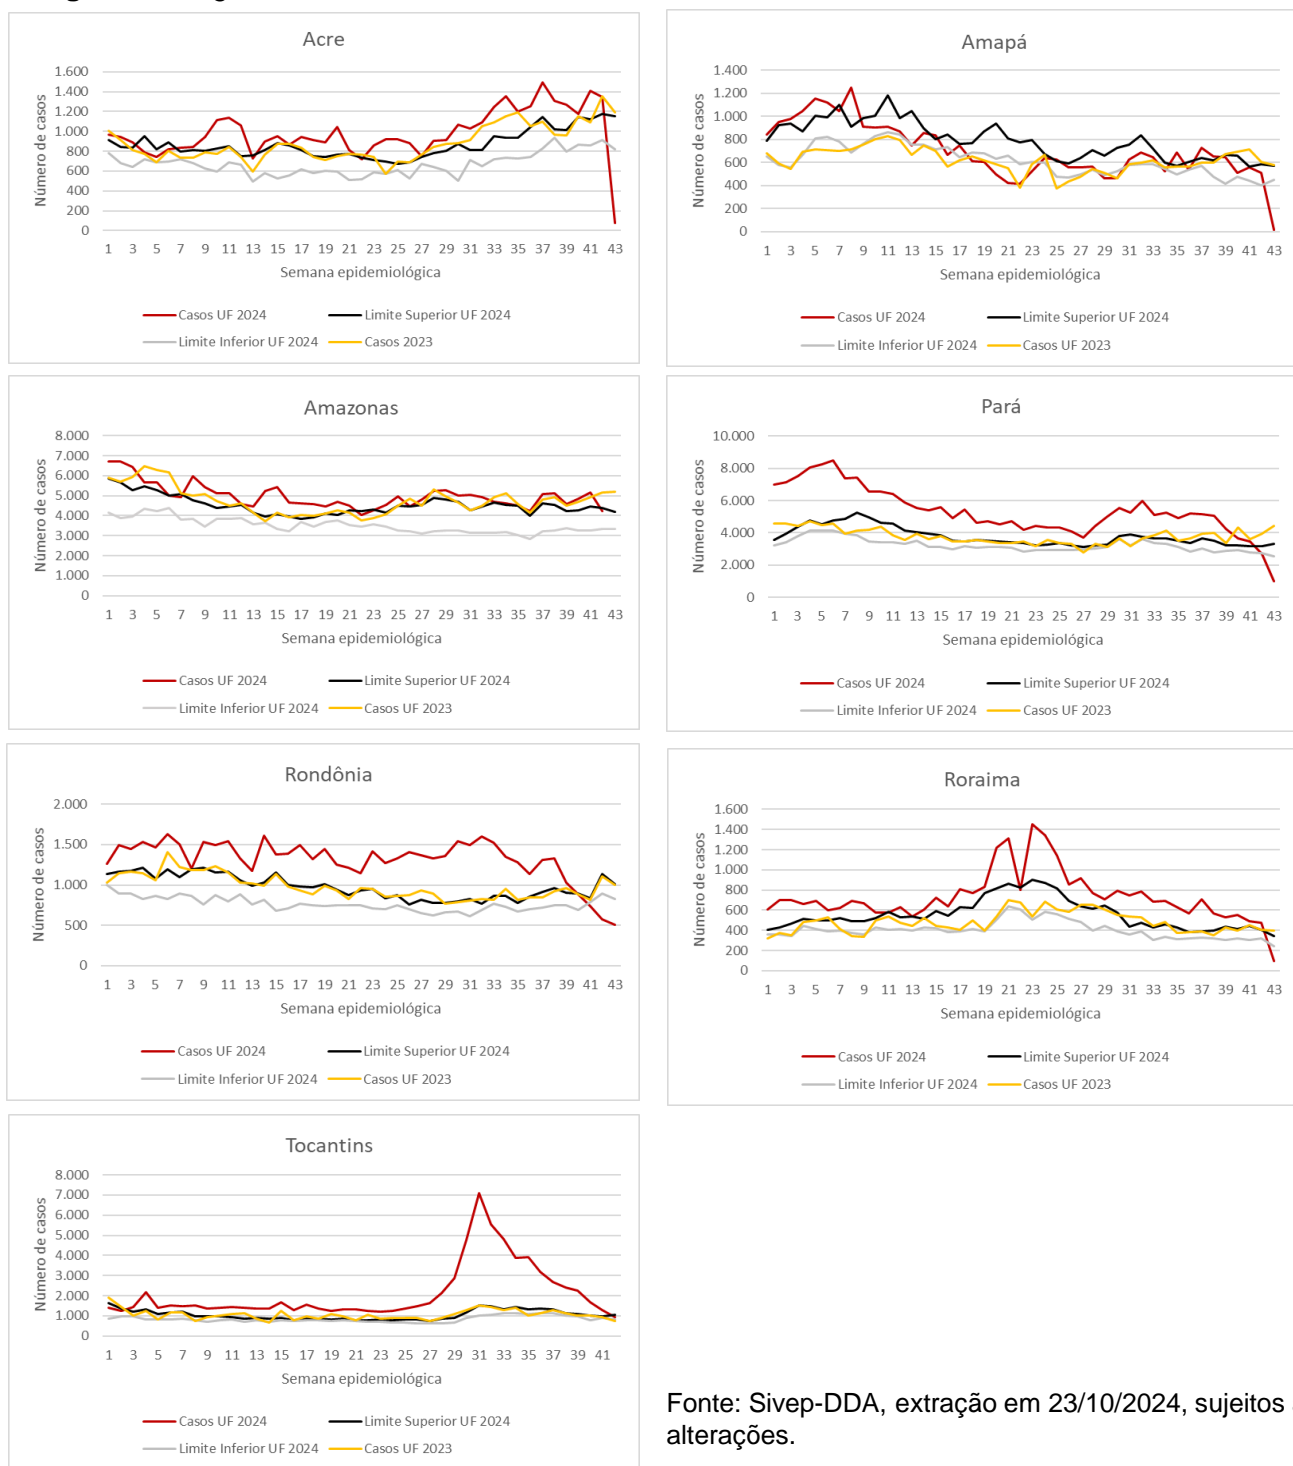 Acre
Número de casos
1.600
1.400
1.200
1.000
800
600
400
200
0
1 3 5 7 9 11 13 15 17 19 21 23 25 27 29 31 33 35 37 39 41 43
Semana epidemiológica
Casos UF 2024 Limite Superior UF 2024
Limite Inferior UF 2024 Casos 2023
Amapá
Número de casos
1.400
1.200
1.000
800
600
400
200
0
1 3 5 7 9 11 13 15 17 19 21 23 25 27 29 31 33 35 37 39 41 43
Semana epidemiológica
Casos UF 2024 Limite Superior UF 2024
Limite Inferior UF 2024 Casos UF 2023
Amazonas
Número de casos
8.000
7.000
6.000
5.000
4.000
3.000
2.000
1.000
0
1 3 5 7 9 11 13 15 17 19 21 23 25 27 29 31 33 35 37 39 41 43
Semana epidemiológica
Casos UF 2024 Limite Superior UF 2024
Limite Inferior UF 2024 Casos UF 2023
Pará
Número de casos
10.000
8.000
6.000
4.000
2.000
0
1 3 5 7 9 11 13 15 17 19 21 23 25 27 29 31 33 35 37 39 41 43
Semana epidemiológica
Casos UF 2024 Limite Superior UF 2024
Limite Inferior UF 2024 Casos UF 2023
Rondônia
Número de casos
2.000
1.500
1.000
500
0
1 3 5 7 9 11 13 15 17 19 21 23 25 27 29 31 33 35 37 39 41 43
Semana epidemiológica
Casos UF 2024 Limite Superior UF 2024
Limite Inferior UF 2024 Casos UF 2023
Roraima
Número de casos
1.600
1.400
1.200
1.000
800
600
400
200
0
1 3 5 7 9 11 13 15 17 19 21 23 25 27 29 31 33 35 37 39 41 43
Semana epidemiológica
Casos UF 2024 Limite Superior UF 2024
Limite Inferior UF 2024 Casos UF 2023
Tocantins
Número de casos
8.000
7.000
6.000
5.000
4.000
3.000
2.000
1.000
0
1 3 5 7 9 11 13 15 17 19 21 23 25 27 29 31 33 35 37 39 41
Semana epidemiológica
Casos UF 2024 Limite Superior UF 2024
Limite Inferior UF 2024 Casos UF 2023
Fonte: Sivep-DDA, extração em 23/10/2024, sujeitos
alterações.